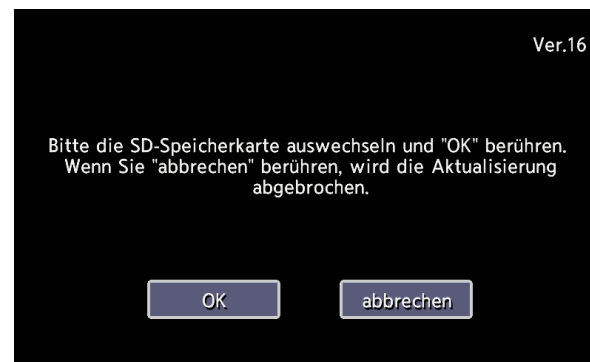 Ver.16
Bitte die SD-Speicherkarte auswechseln und "OK" berühren.
Wenn Sie "abbrechen" berühren, wird die Aktualisierung
abgebrochen.
OK
abbrechen